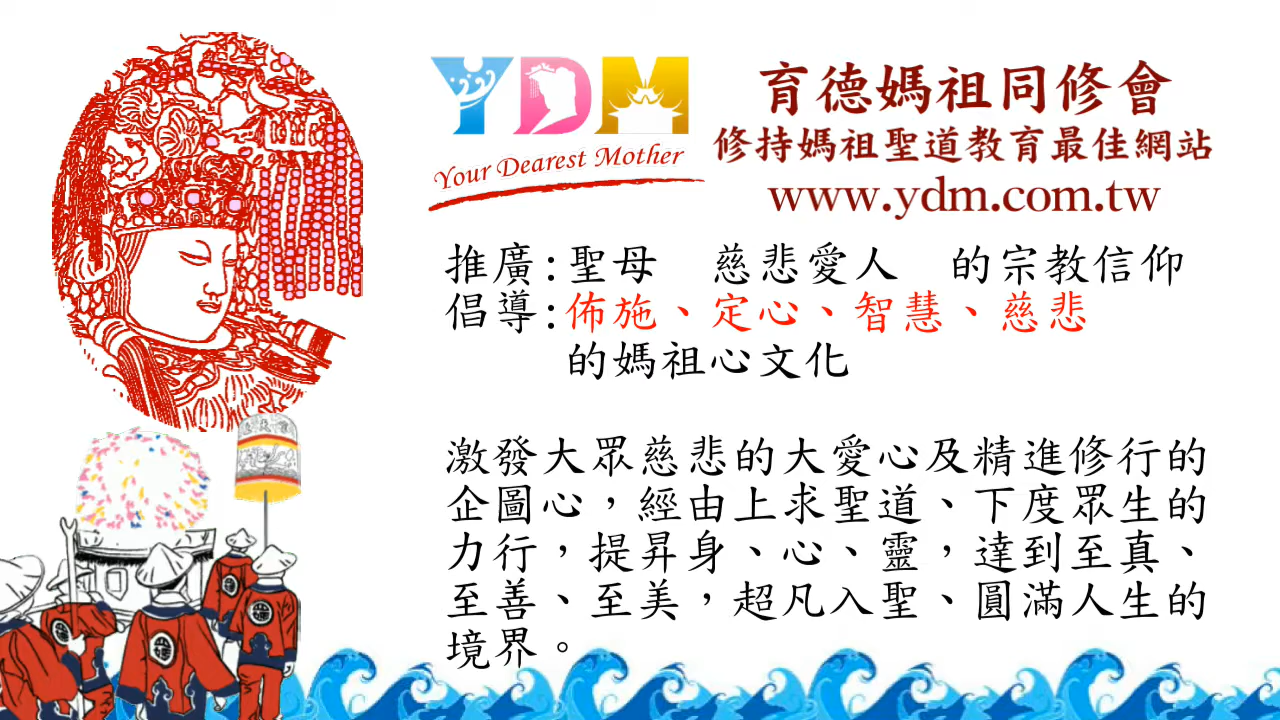 YDM
Your Dearest Mother
育德媽祖同修會
修持媽祖聖道教育最佳網站
www.ydm.com.tw
推廣:聖母　慈悲愛人　的宗教信仰
倡導:佈施、定心、智慧、慈悲
的媽祖心文化
激發大眾慈悲的大愛心及精進修行的
企圖心，經由上求聖道、下度眾生的
力行，提昇身、心、靈，達到至真、
至善、至美，超凡入聖、圓滿人生的
境界。